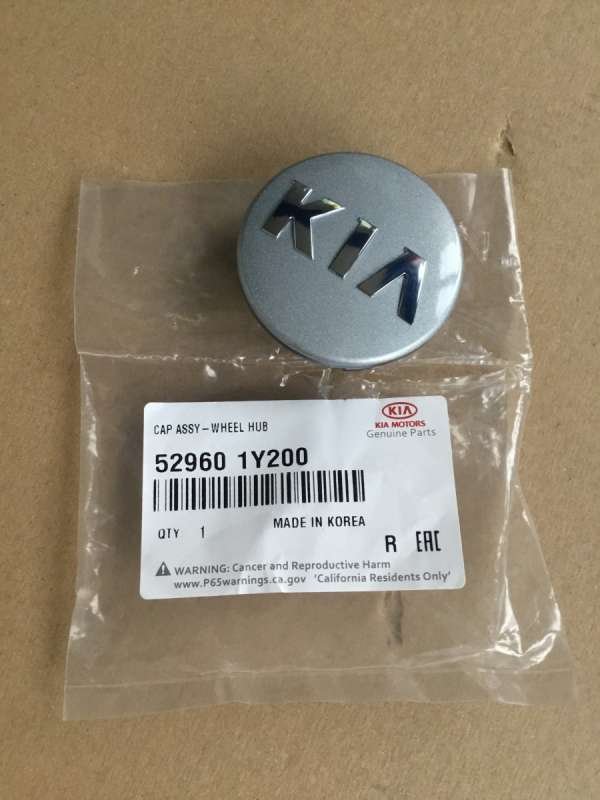 KIA
CAP ASSY-WHEEL HUB
KIA
KIA MOTORS
Genuine Parts
52960 1Y200
QTY 1
MADE IN KOREA
R EAC
WARNING: Cancer and Reproductive Harm
www.P65warnings.ca.gov 'California Residents Only'